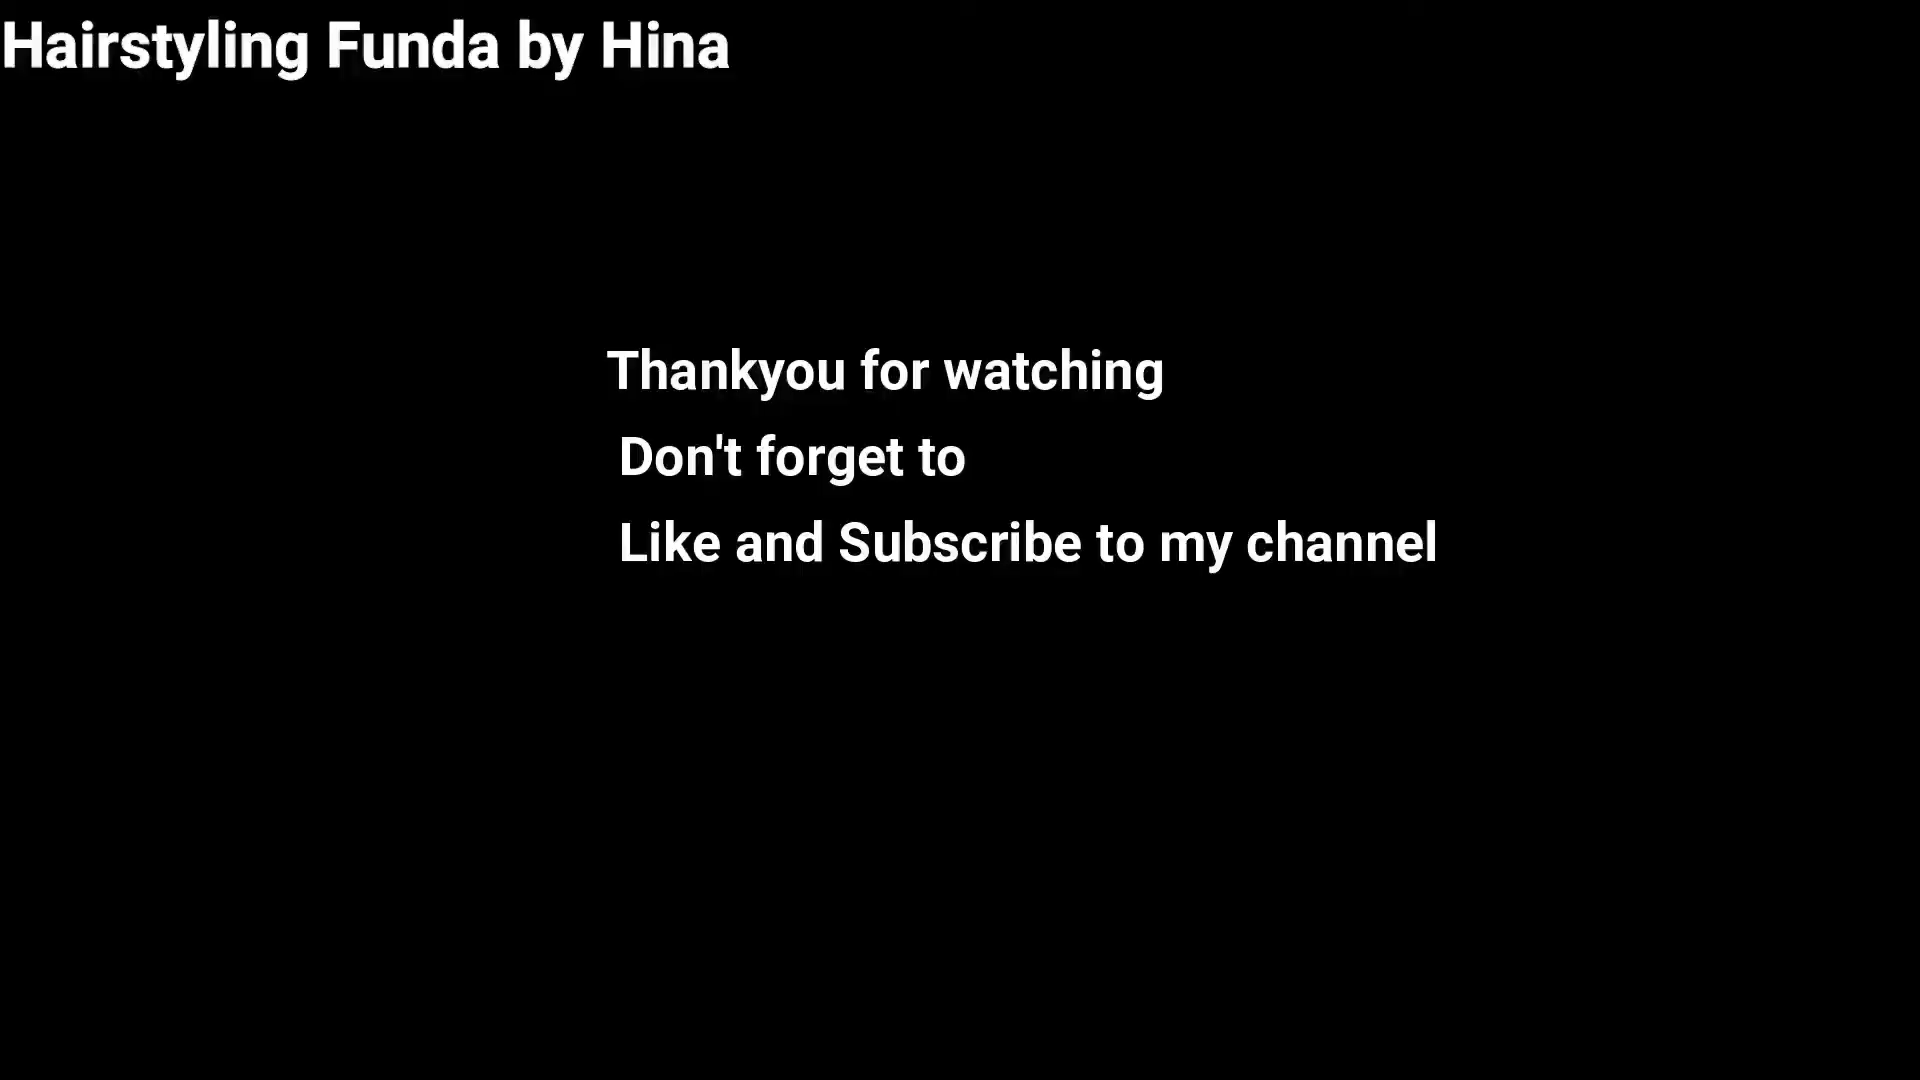 Hairstyling Funda by Hina
Thankyou for watching
Don't forget to
Like and Subscribe to my channel